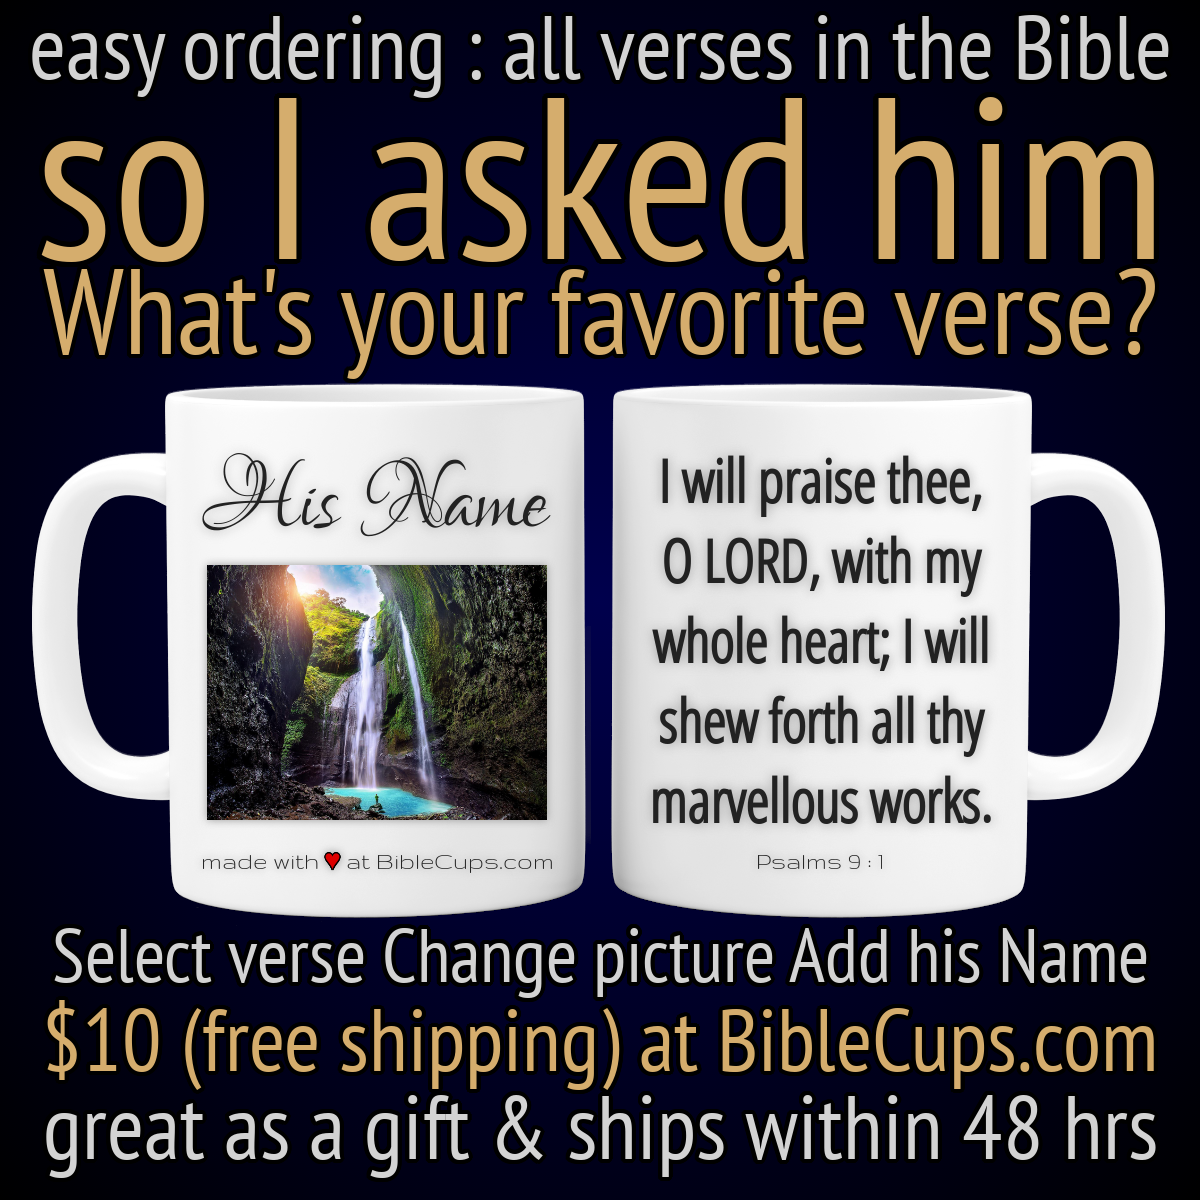 easy ordering : all verses in the Bible
so I asked him
What's your favorite verse?
His Name
made with ♥ at BibleCups.com
I will praise thee,
O LORD, with my
whole heart; I will
shew forth all thy
marvellous works.
Psalms 9 : 1
Select verse Change picture Add his Name
$10 (free shipping) at BibleCups.com
great as a gift & ships within 48 hrs